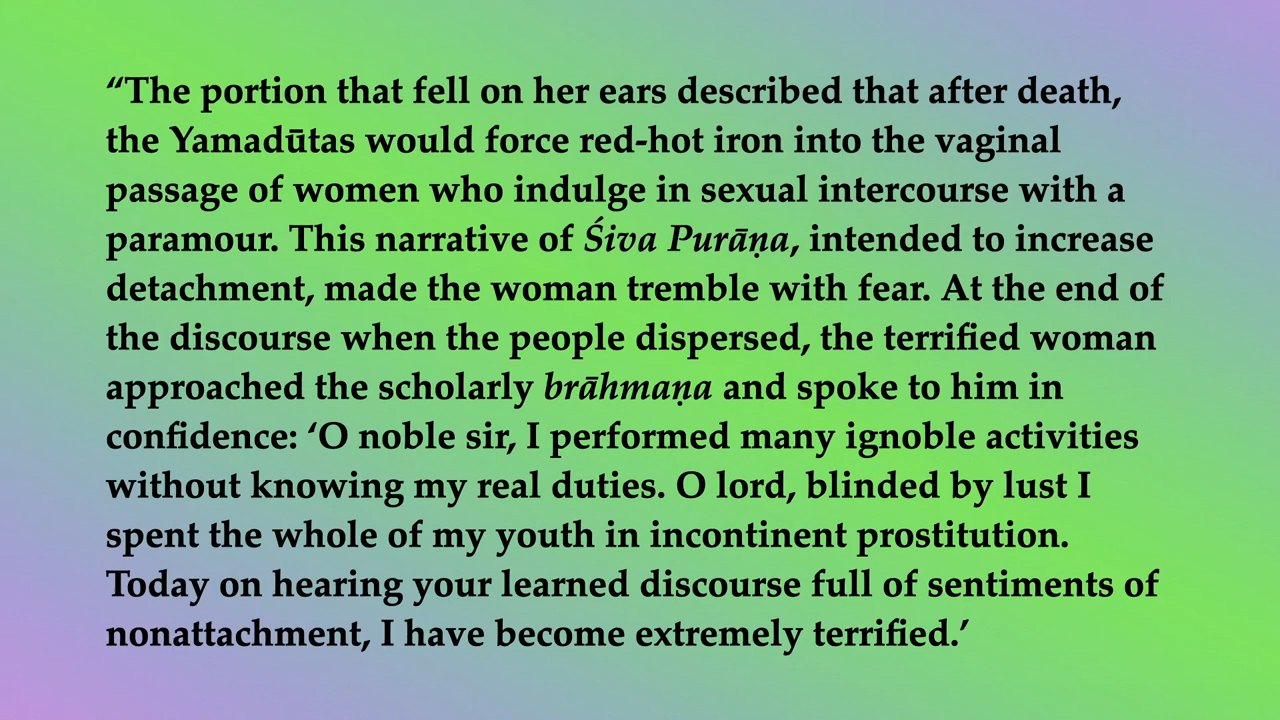 “The portion that fell on her ears described that after death,
the Yamadūtas would force red-hot iron into the vaginal
passage of women who indulge in sexual intercourse with a
paramour. This narrative of Śiva Purāṇa, intended to increase
detachment, made the woman tremble with fear. At the end of
the discourse when the people dispersed, the terrified woman
approached the scholarly brāhmaṇa and spoke to him in
confidence: ‘O noble sir, I performed many ignoble activities
without knowing my real duties. O lord, blinded by lust I
spent the whole of my youth in incontinent prostitution.
Today on hearing your learned discourse full of sentiments of
nonattachment, I have become extremely terrified.’